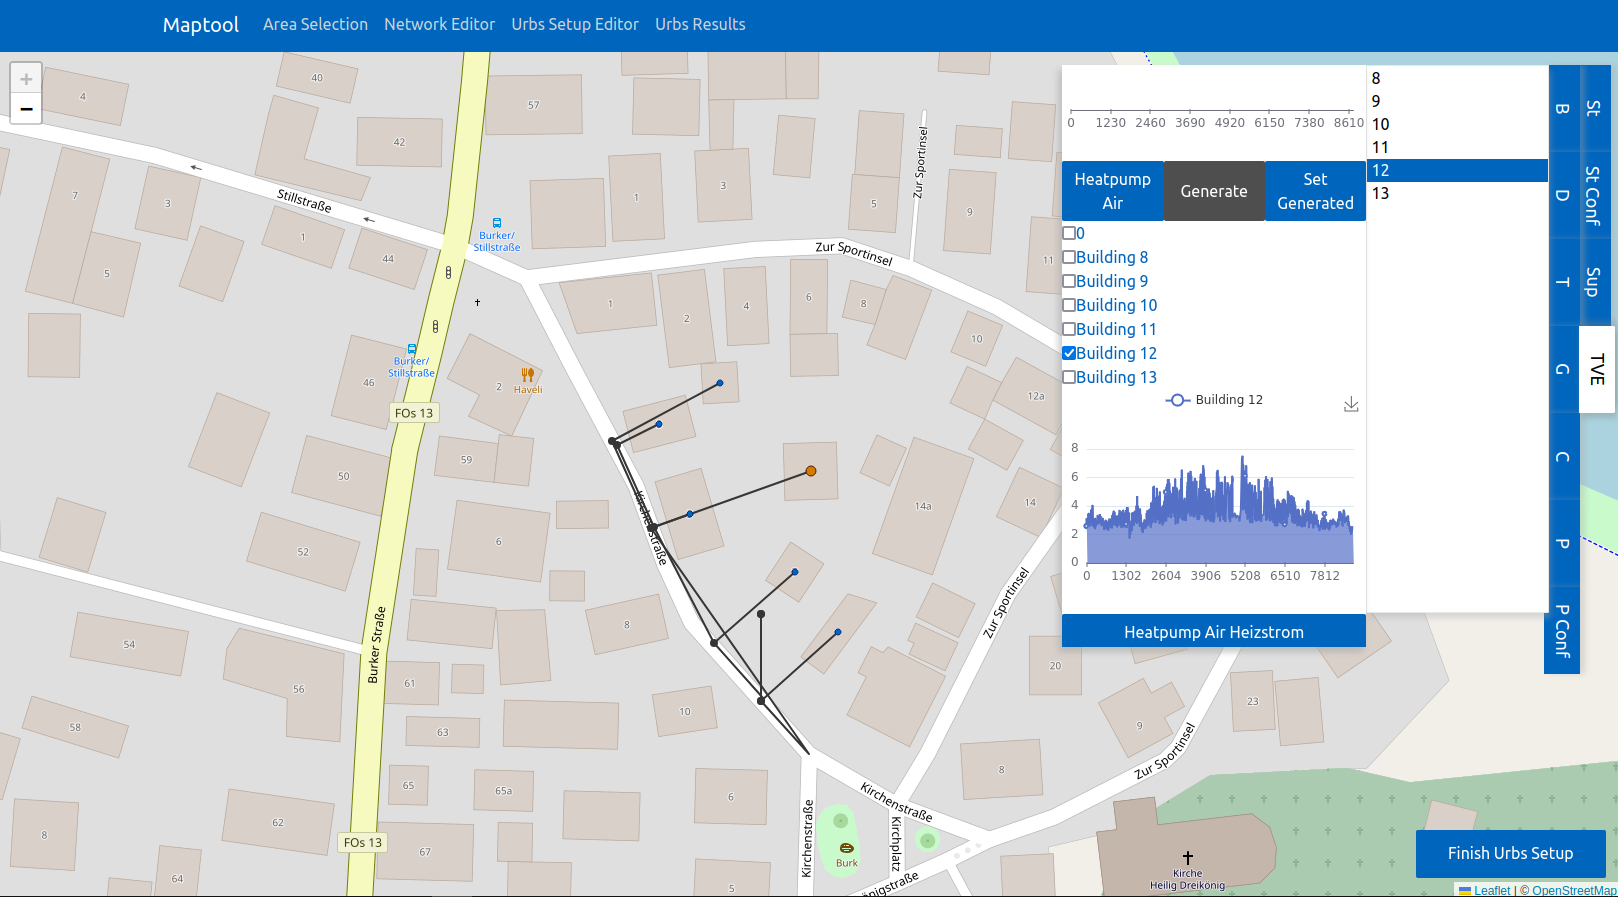 Maptool Area Selection Network Editor Urbs Setup Editor Urbs Results
+
−
4
40
57
42
7
3
5
1
44
Stillstraße
Burker/
Stillstraße
1
3
5
9
11
Zur Sportinsel
Zur Sportinsel
1
2
4
6
8
10
12a
46
2
Haveli
Burker/
Stillstraße
FOs 13
50
59
6
52
14a
14
Kirchenstraße
Zur Sportinsel
54
56
58
61
63
8
10
20
9
23
Burker Straße
Zur Sportinsel
65
65a
6
8
62
8
64
67
5
FOs 13
Kirchenstraße
Kirchenstraße
Kirchplatz
Burk
önigstraße
Kirche
Heilig Dreikönig
0 1230 2460 3690 4920 6150 7380 8610
Heatpump
Air
Generate
Set
Generated
0
Building 8
Building 9
Building 10
Building 11
Building 12
Building 13
Building 12
8
6
4
2
0
0 1302 2604 3906 5208 6510 7812
Heatpump Air Heizstrom
8
9
10
11
12
13
B
D
T
G
C
P
P Conf
St
St Conf
Sup
TVE
Finish Urbs Setup
Leaflet | © OpenStreetMap